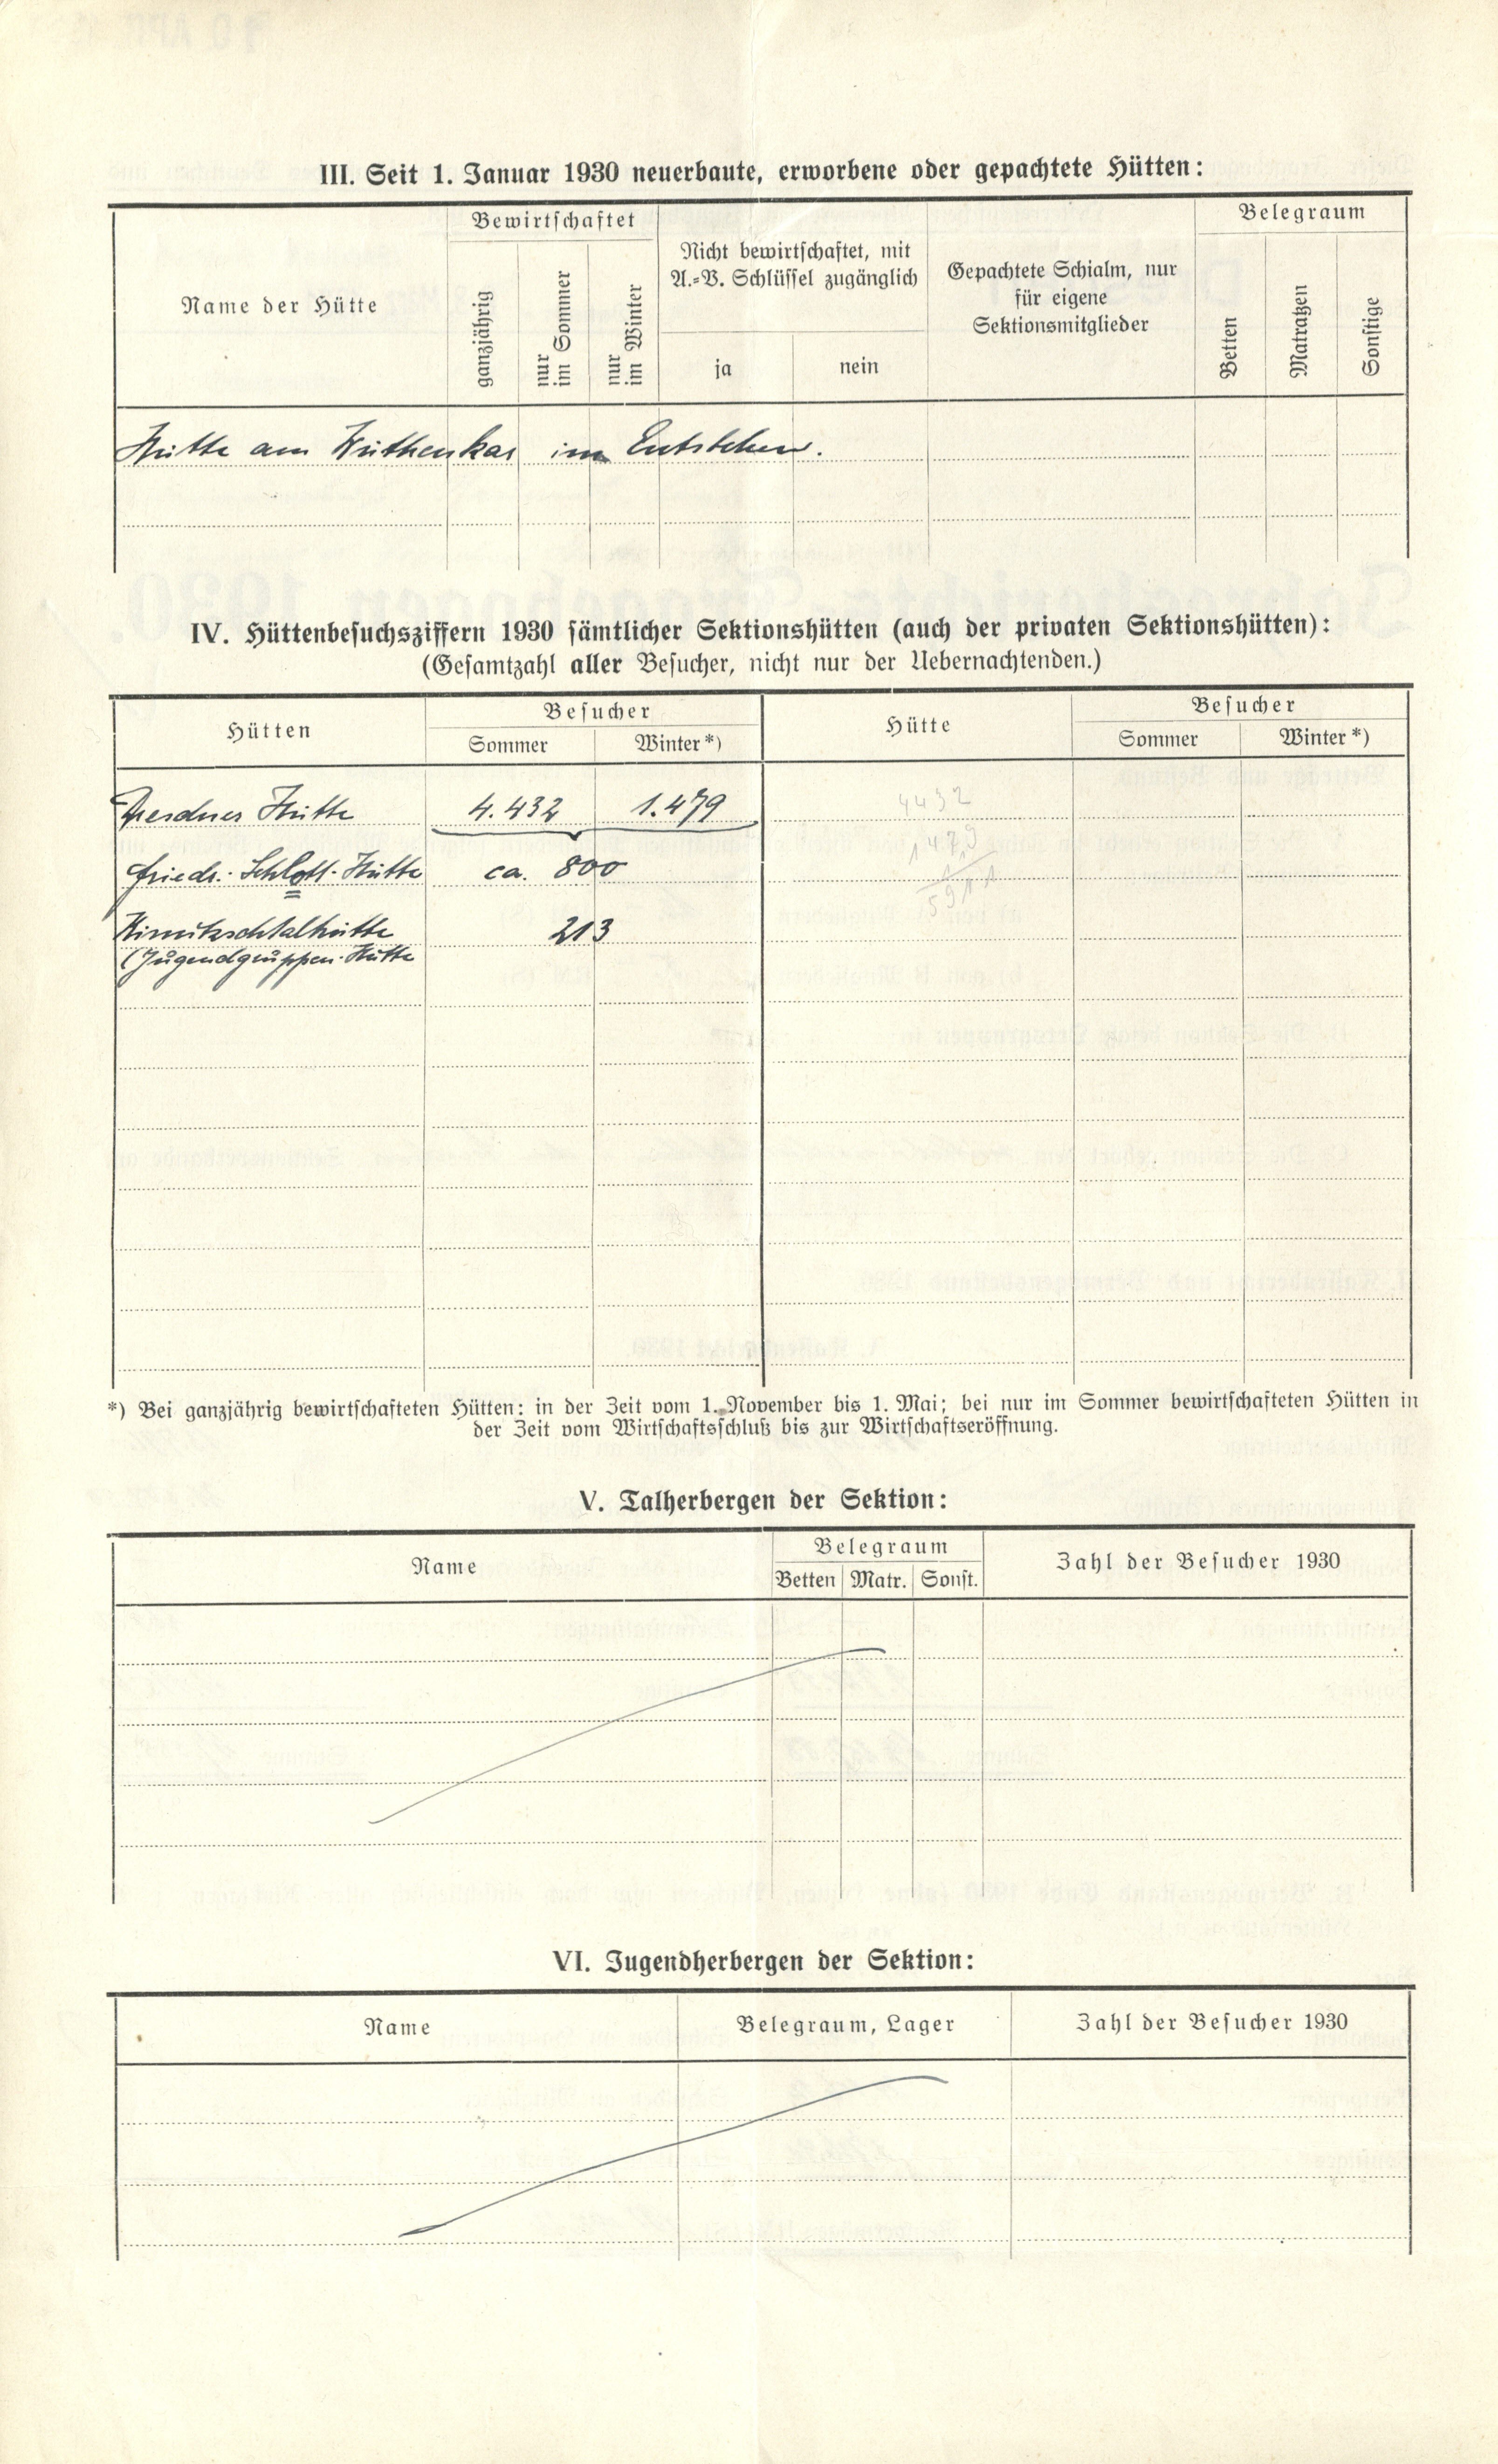 III. Seit 1. Januar 1930 neuerbaute, erworbene oder gepachtete Hütten:
Name der Hütte
Bewirtschaftet
ganzjährig
nur
im Sommer
nur
im Winter
Nicht bewirtschaftet, mit
A.-V. Schlüssel zugänglich
ja
nein
Gepachtete Schialm, nur
für eigene
Sektionsmitglieder
Belegraum
Betten
Matratzen
Sonstige
Hütte am im Entstehen.
IV. Hüttenbesuchsziffern 1930 sämtlicher Sektionshütten (auch der privaten Sektionshütten):
(Gesamtzahl aller Besucher, nicht nur der Uebernachtenden.)
Hütten
Besucher
Sommer
Winter*)
Hütte
Besucher
Sommer
Winter*)
Dresdner Hütte 4.432 1.479 4432
1479
Friedr.-Schlott-Hütte ca. 800
5911
Kirnitzschtalhütte 213
(Jugendgruppen-Hütte
*) Bei ganzjährig bewirtschafteten Hütten: in der Zeit vom 1. November bis 1. Mai; bei nur im Sommer bewirtschafteten Hütten in
der Zeit vom Wirtschaftsschluß bis zur Wirtschaftseröffnung.
V. Talherbergen der Sektion:
Name
Belegraum
Betten Matr. Sonst.
Zahl der Besucher 1930
VI. Jugendherbergen der Sektion:
Name Belegraum, Lager Zahl der Besucher 1930